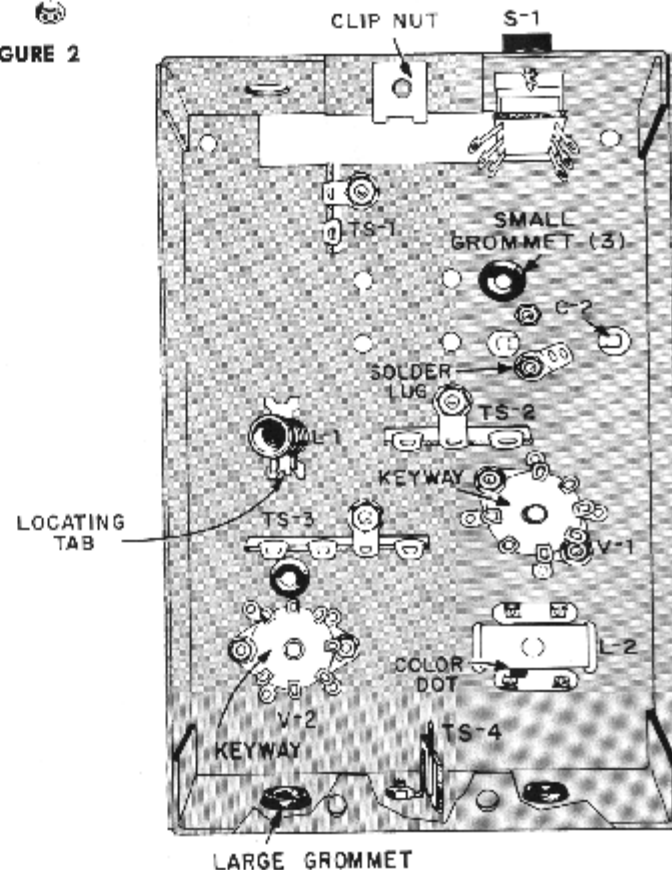 GURE 2
CLIP NUT
S-1
TS-1
SMALL
GROMMET (3)
C-2
SOLDER
LUG
TS-2
L-1
KEYWAY
LOCATING
TAB
TS-3
V-1
L-2
COLOR
DOT
V-2
KEYWAY
TS-4
LARGE GROMMET